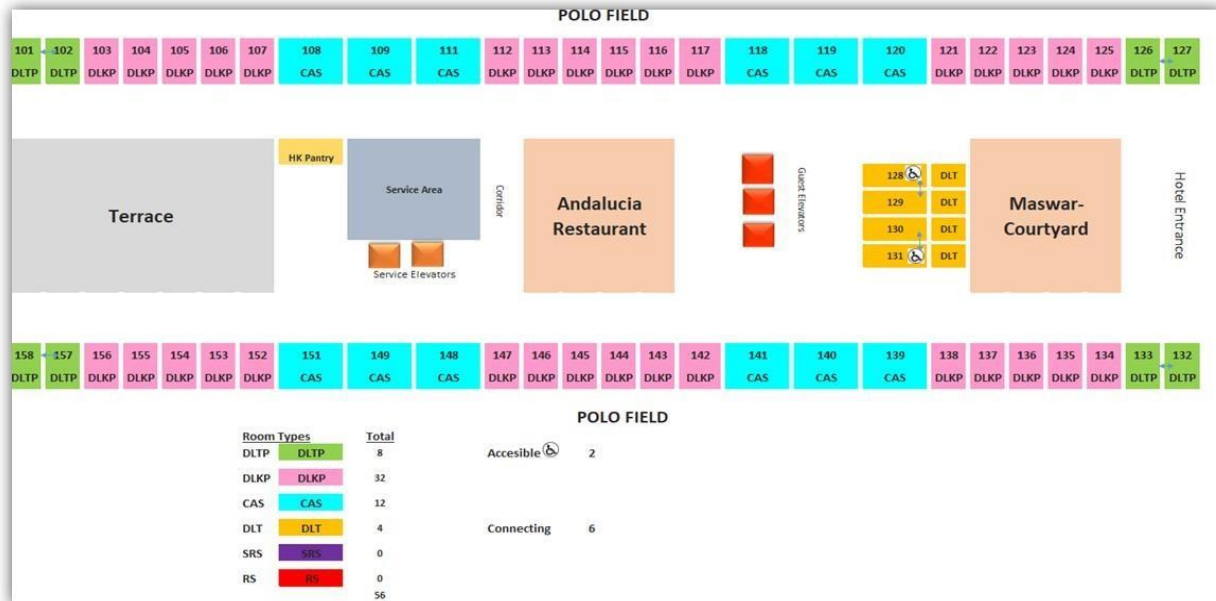 POLO FIELD
101 102 103 104 105 106 107 108 109 111 112 113 114 115 116 117 118 119 120 121 122 123 124 125 126 127
DLTP DLTP DLKP DLKP DLKP DLKP DLKP CAS CAS CAS DLKP DLKP DLKP DLKP DLKP DLKP CAS CAS CAS DLKP DLKP DLKP DLKP DLKP DLTP DLTP
HK Pantry
Service Area
Terrace
Corridor
Andalucia
Restaurant
Guest Elevators
128 DLT
129 DLT
130 DLT
131 DLT
Maswar-
Courtyard
Hotel Entrance
Service Elevators
158 157 156 155 154 153 152 151 149 148 147 146 145 144 143 142 141 140 139 138 137 136 135 134 133 132
DLTP DLTP DLKP DLKP DLKP DLKP DLKP CAS CAS CAS DLKP DLKP DLKP DLKP DLKP DLKP CAS CAS CAS DLKP DLKP DLKP DLKP DLKP DLTP DLTP
POLO FIELD
Room Types Total
DLTP DLTP 8 Accesible 2
DLKP DLKP 32
CAS CAS 12
DLT DLT 4 Connecting 6
SRS SRS 0
RS RS 0
56